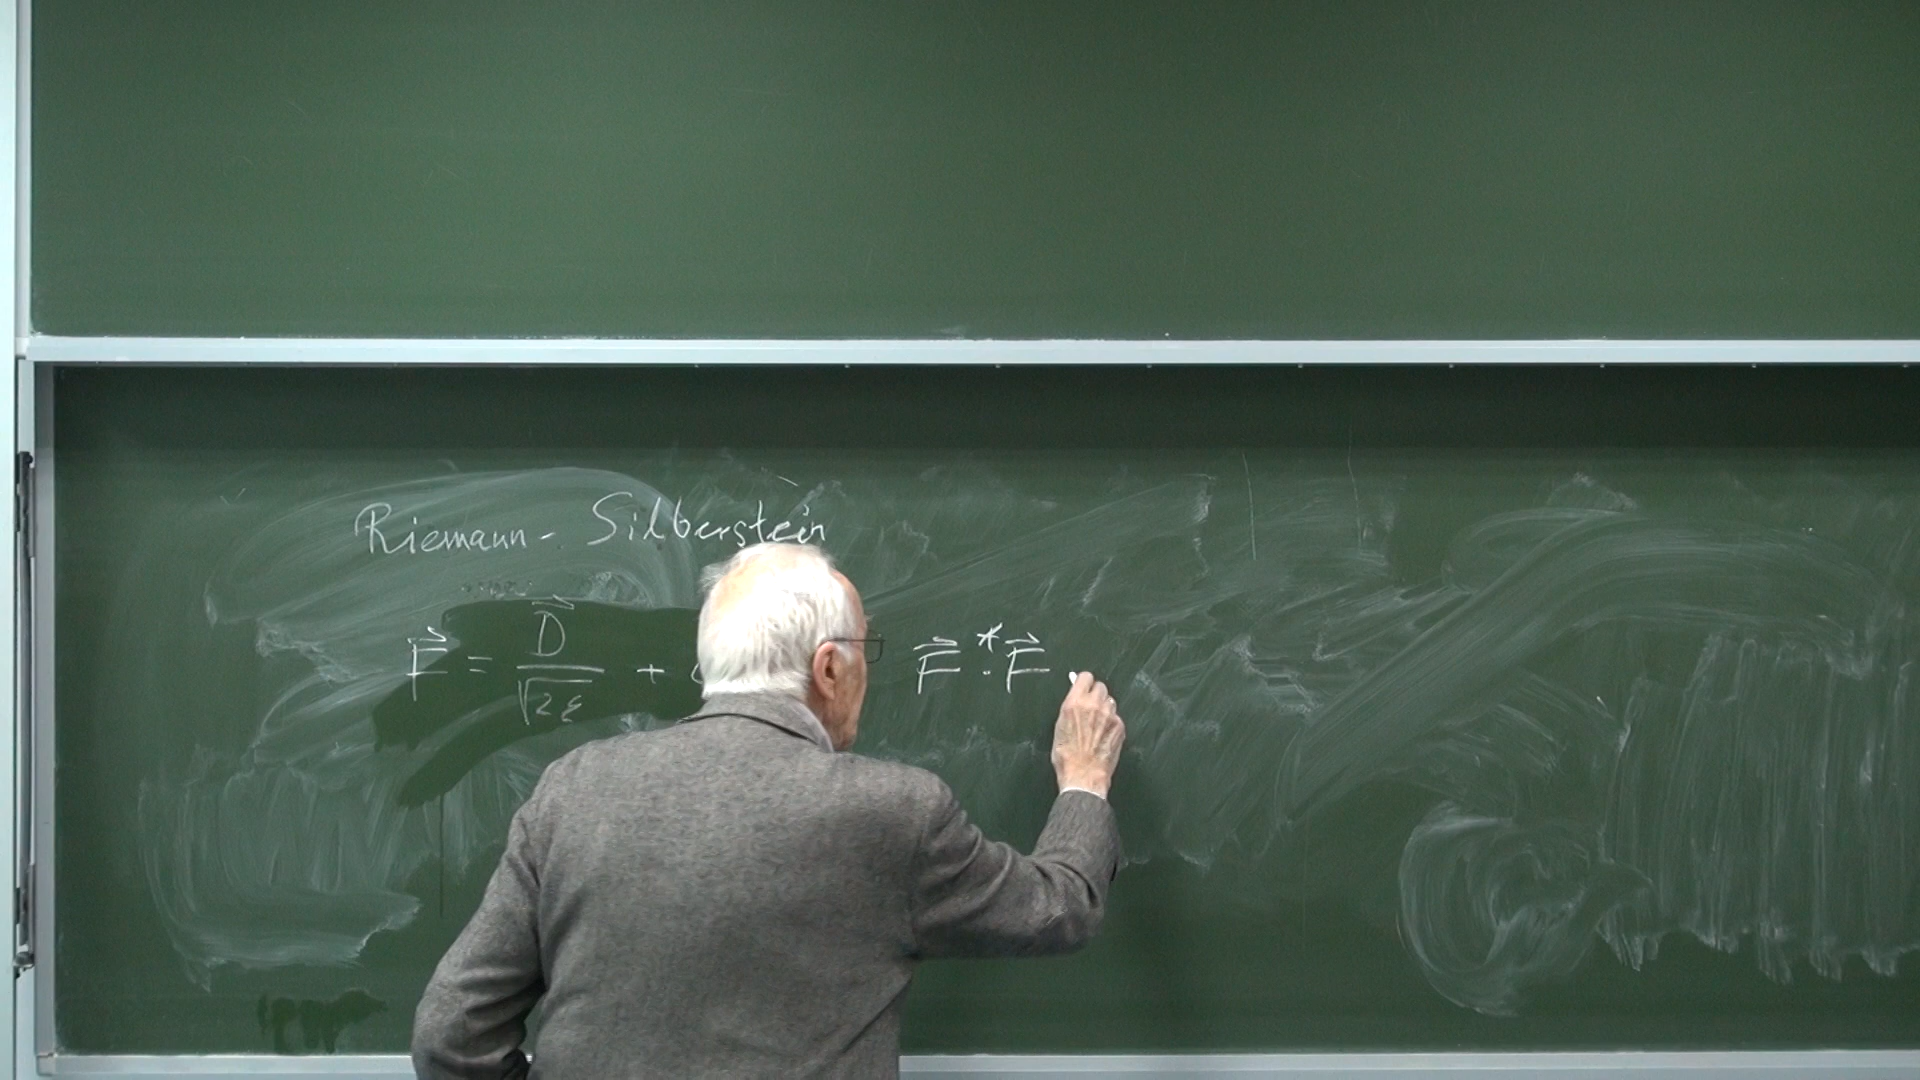 Riemann - Silberstein
F⃗ = D⃗/√2ε + F⃗* · F⃗